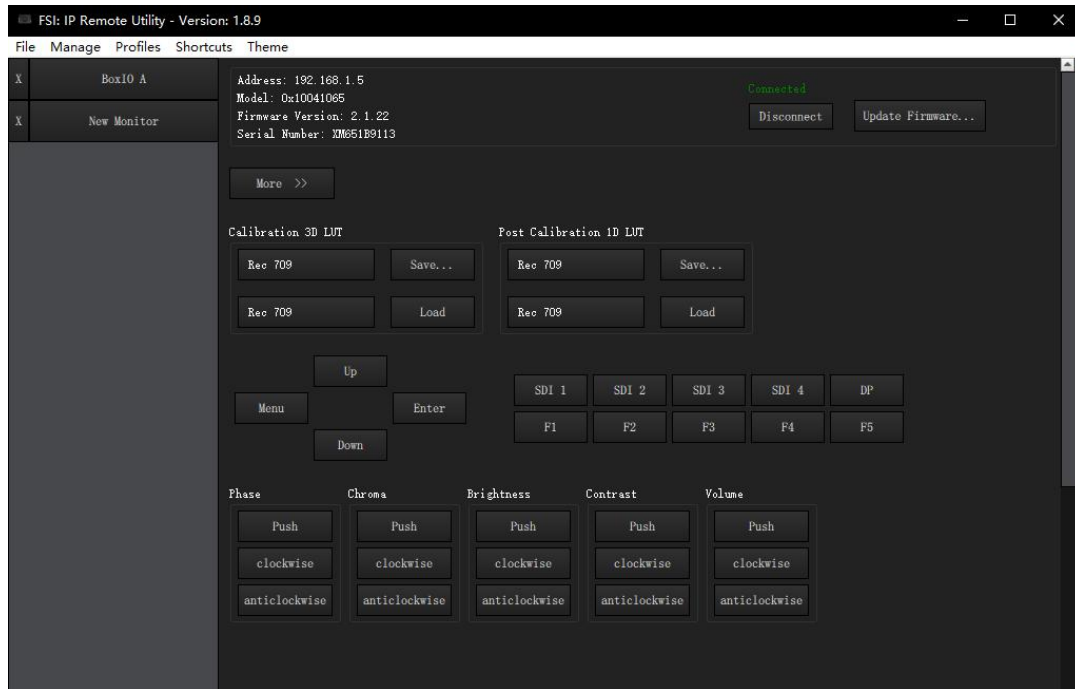 FSI: IP Remote Utility - Version: 1.8.9
File Manage Profiles Shortcuts Theme
X BoxIO A
X New Monitor
Address: 192.168.1.5
Model: 0x10041065
Firmware Version: 2.1.22
Serial Number: XM651B9113
Connected
Disconnect Update Firmware...
More >>
Calibration 3D LUT Post Calibration 1D LUT
Rec 709 Save... Rec 709 Save...
Rec 709 Load Rec 709 Load
Up
Menu Enter
Down
SDI 1 SDI 2 SDI 3 SDI 4 DP
F1 F2 F3 F4 F5
Phase Chroma Brightness Contrast Volume
Push Push Push Push Push
clockwise clockwise clockwise clockwise clockwise
anticlockwise anticlockwise anticlockwise anticlockwise anticlockwise